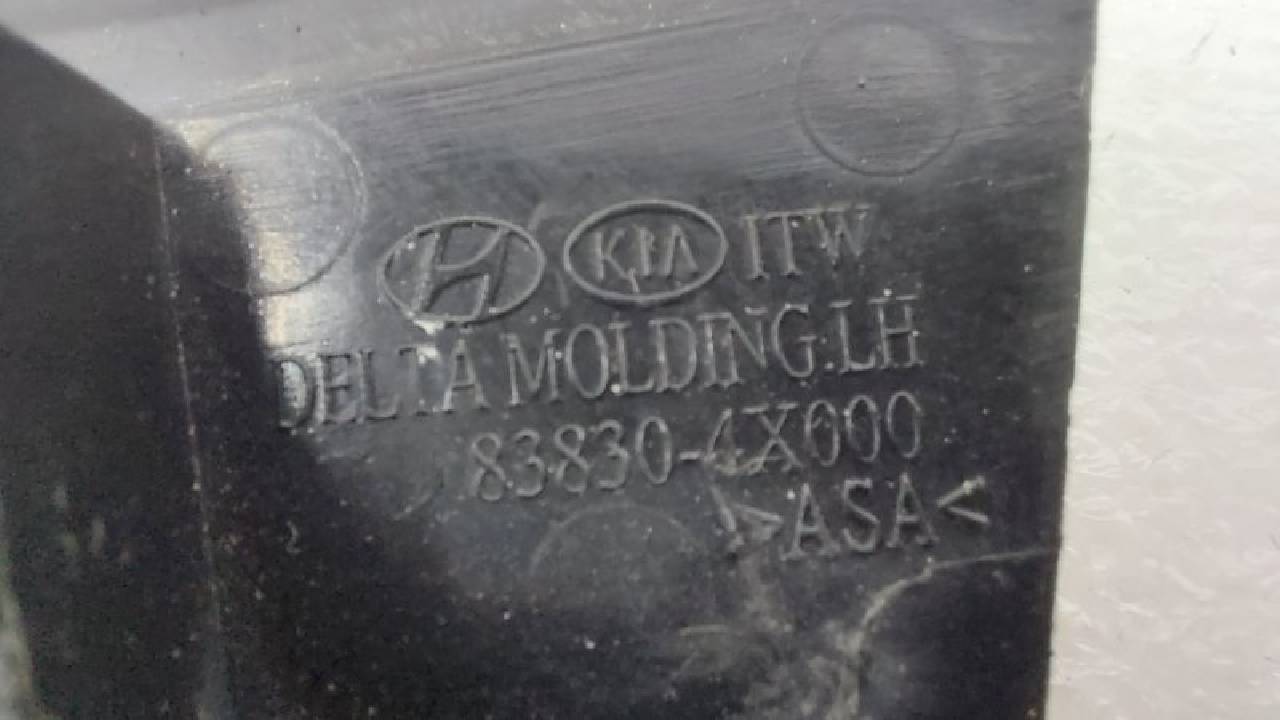 KIA ITW
DELTA MOLDING.LH
83830-4X000
>ASA<